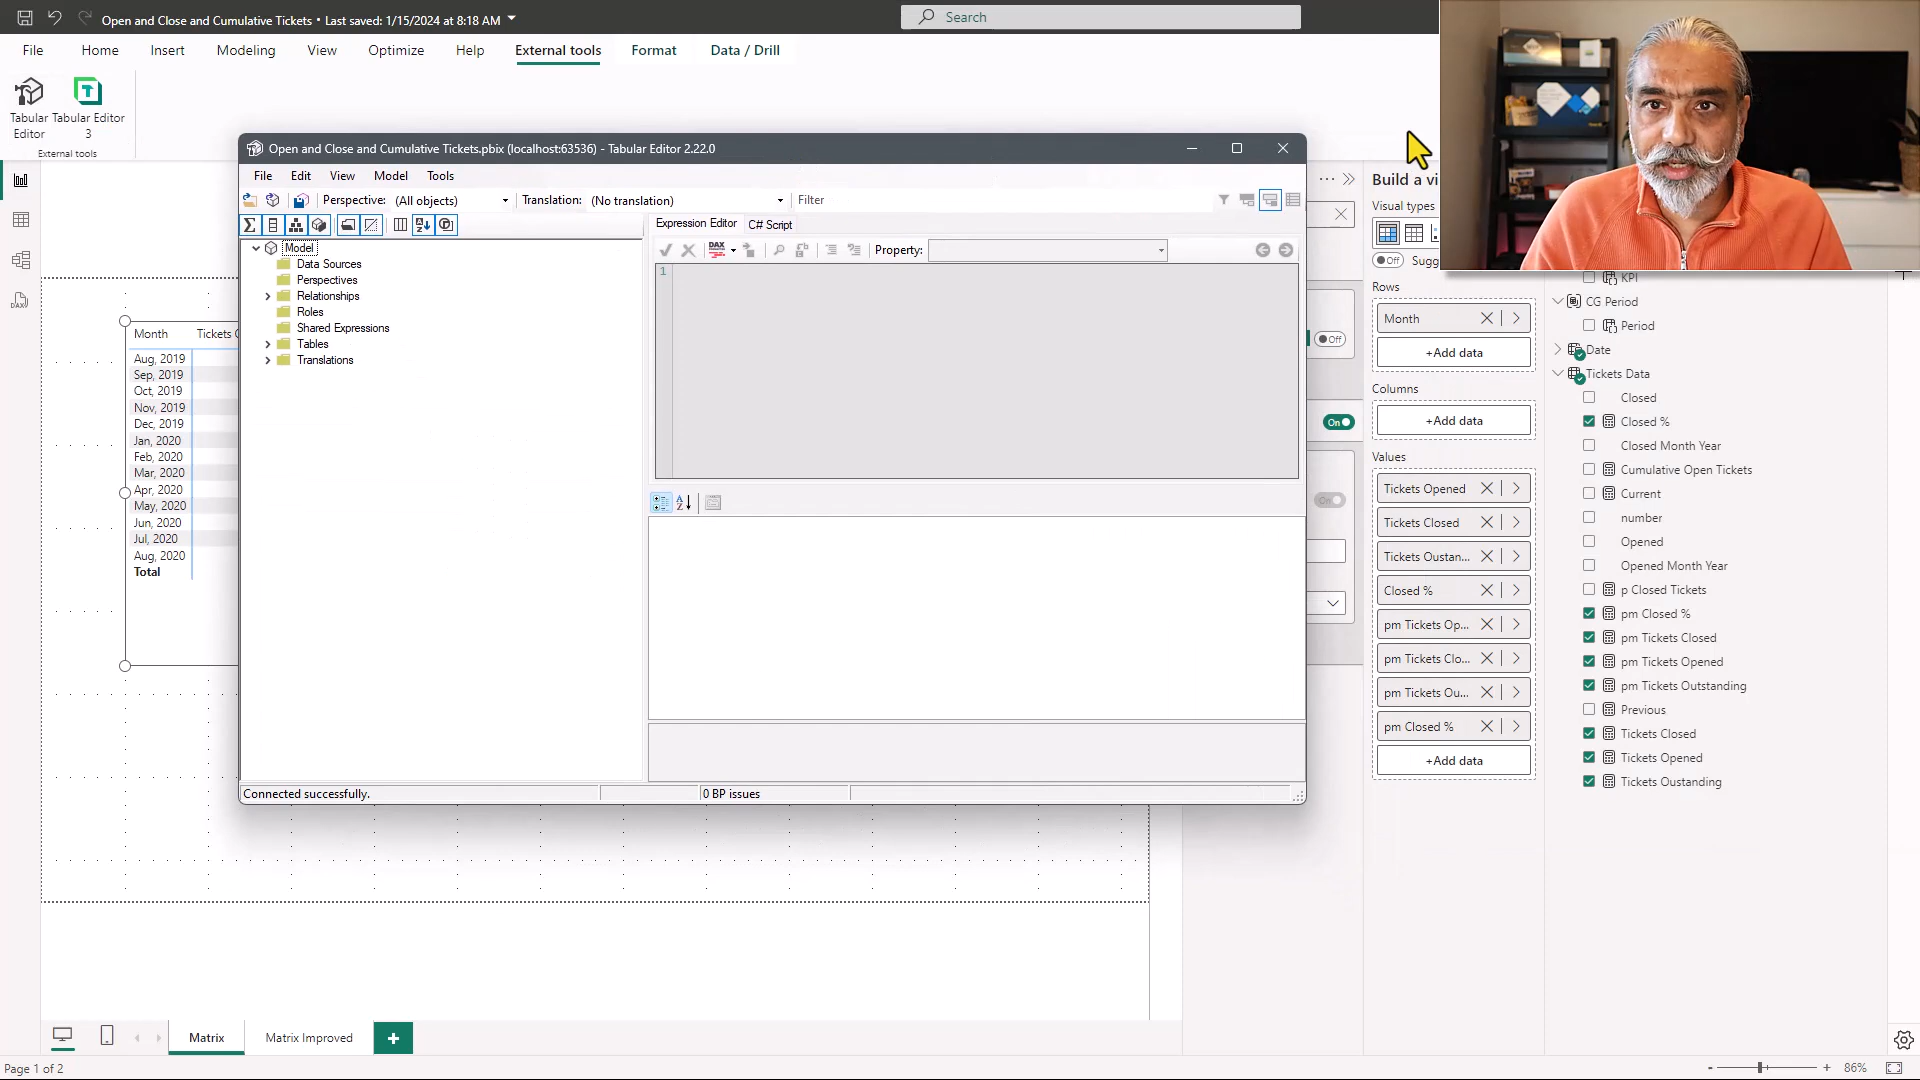 Open and Close and Cumulative Tickets • Last saved: 1/15/2024 at 8:18 AM
Search
File
Home
Insert
Modeling
View
Optimize
Help
External tools
Format
Data / Drill
Tabular Editor
Tabular Editor 3
External tools
Open and Close and Cumulative Tickets.pbix (localhost:63536) - Tabular Editor 2.22.0
File
Edit
View
Model
Tools
Perspective:
(All objects)
Translation:
(No translation)
Filter
Expression Editor
C# Script
DAX
Property:
1
Model
Data Sources
Perspectives
Relationships
Roles
Shared Expressions
Tables
Translations
Connected successfully.
0 BP issues
Month
Tickets
Aug, 2019
Sep, 2019
Oct, 2019
Nov, 2019
Dec, 2019
Jan, 2020
Feb, 2020
Mar, 2020
Apr, 2020
May, 2020
Jun, 2020
Jul, 2020
Aug, 2020
Total
Off
On
On
Build a vi
Visual types
Off
Sugg
Rows
Month
+Add data
Columns
+Add data
Values
Tickets Opened
Tickets Closed
Tickets Oustan...
Closed %
pm Tickets Op...
pm Tickets Clo...
pm Tickets Ou...
pm Closed %
+Add data
KPI
CG Period
Period
Date
Tickets Data
Closed
Closed %
Closed Month Year
Cumulative Open Tickets
Current
number
Opened
Opened Month Year
p Closed Tickets
pm Closed %
pm Tickets Closed
pm Tickets Opened
pm Tickets Outstanding
Previous
Tickets Closed
Tickets Opened
Tickets Oustanding
Matrix
Matrix Improved
Page 1 of 2
86%